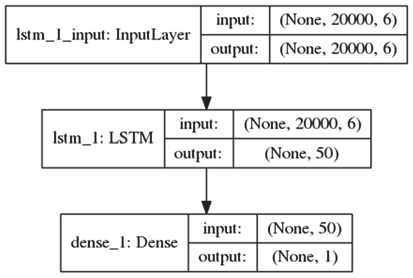 lstm_1_input: InputLayer
input: (None, 20000, 6)
output: (None, 20000, 6)
lstm_1: LSTM
input: (None, 20000, 6)
output: (None, 50)
dense_1: Dense
input: (None, 50)
output: (None, 1)